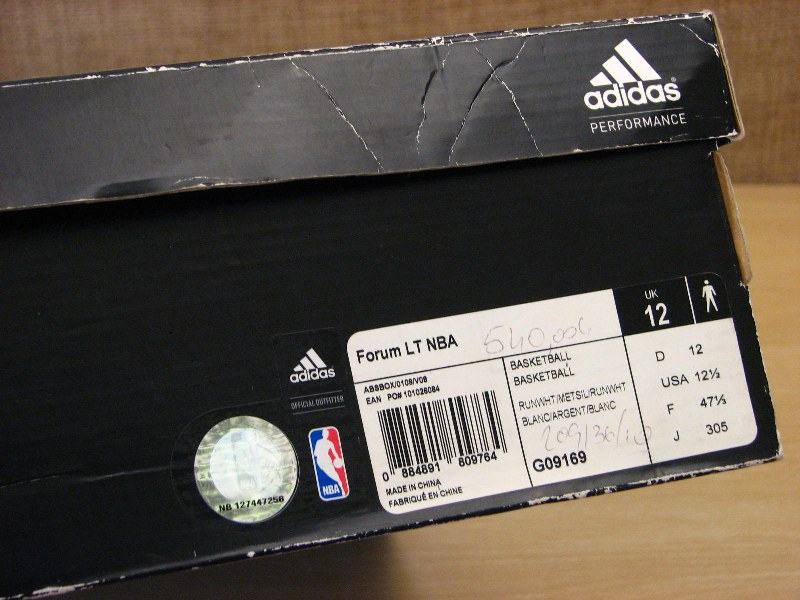 adidas
PERFORMANCE
adidas
OFFICIAL OUTFITTER
NB 127447258
NBA
Forum LT NBA
UK
12
ABSBOX/0108/V08
EAN PO# 101026084
0 884891 809764
MADE IN CHINA
FABRIQUÉ EN CHINE
BASKETBALL
BASKETBALL
RUNWHT/METSIL/RUNWHT
BLANC/ARGENT/BLANC
G09169
D 12
USA 12½
F 47⅓
J 305